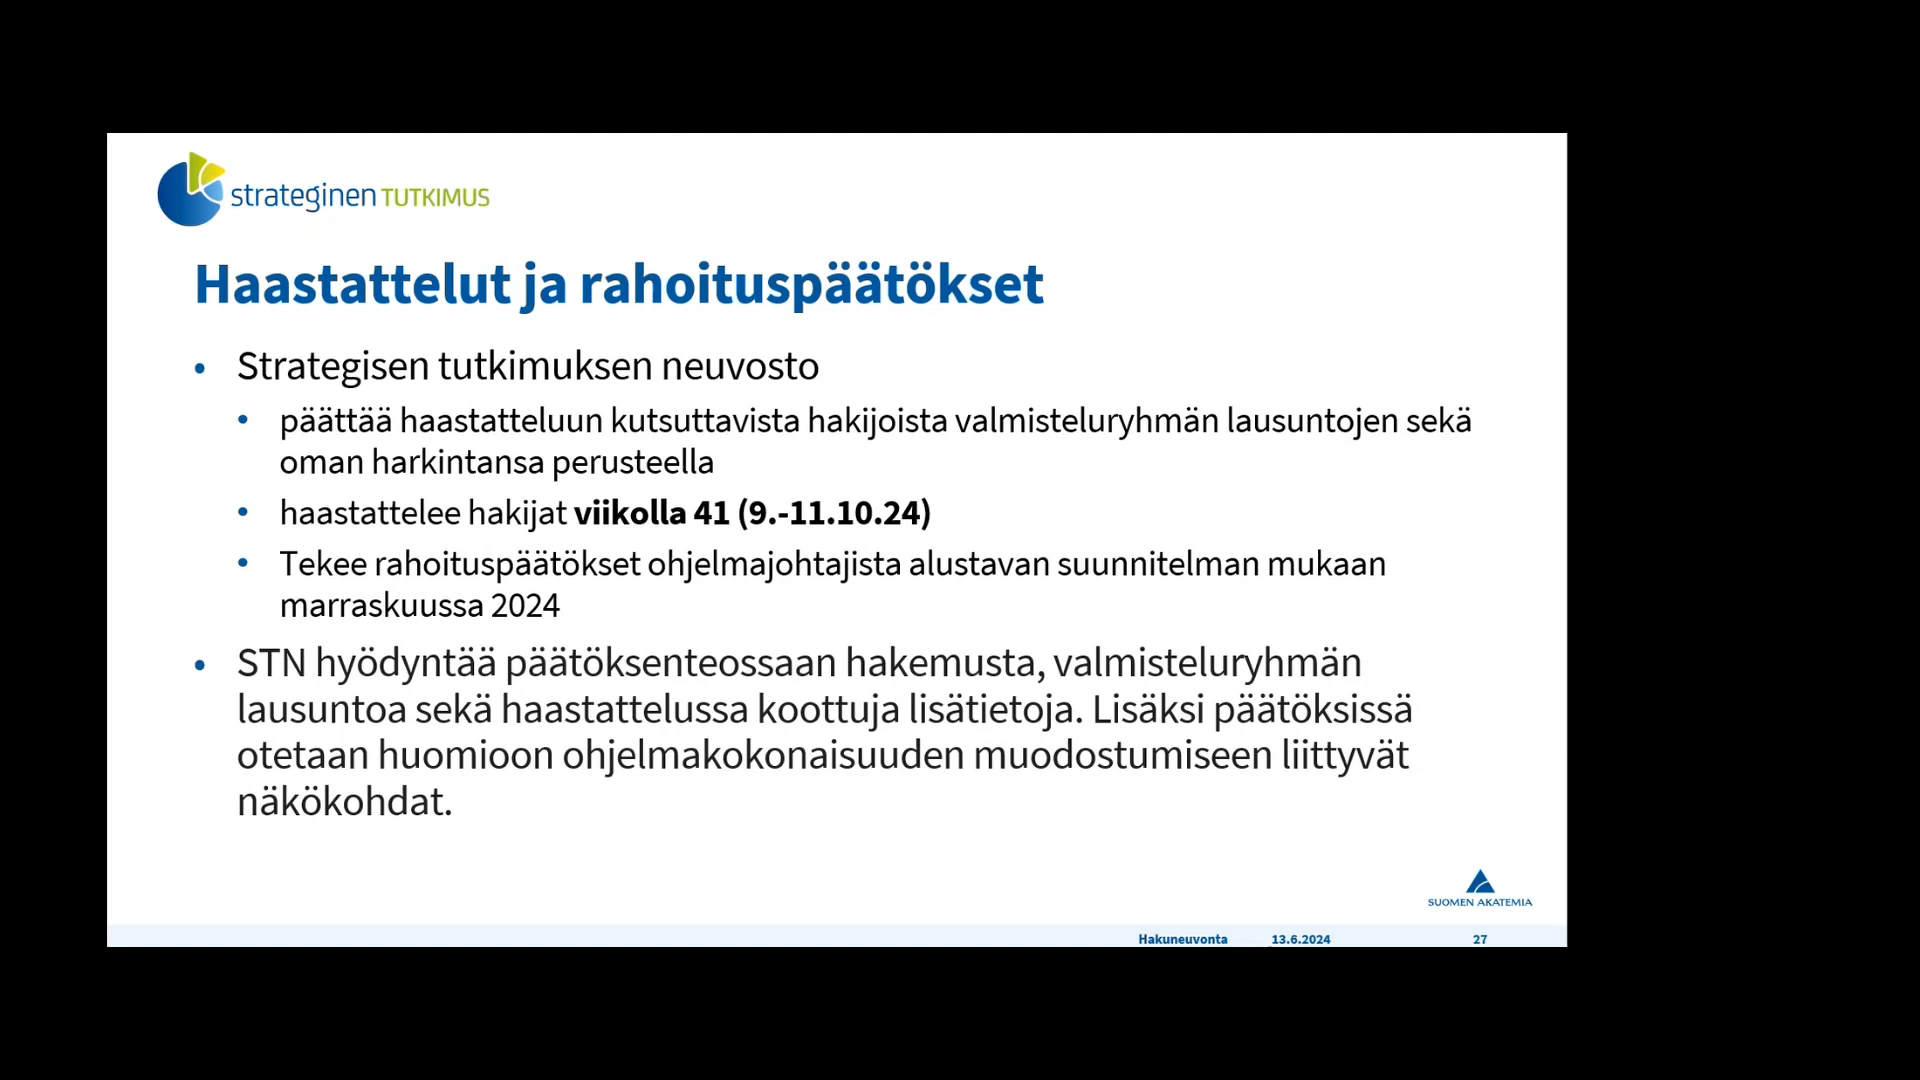 strateginen TUTKIMUS
Haastattelut ja rahoituspäätökset
• Strategisen tutkimuksen neuvosto
• päättää haastatteluun kutsuttavista hakijoista valmisteluryhmän lausuntojen sekä
oman harkintansa perusteella
• haastattelee hakijat viikolla 41 (9.-11.10.24)
• Tekee rahoituspäätökset ohjelmajohtajista alustavan suunnitelman mukaan
marraskuussa 2024
• STN hyödyntää päätöksenteossaan hakemusta, valmisteluryhmän
lausuntoa sekä haastattelussa koottuja lisätietoja. Lisäksi päätöksissä
otetaan huomioon ohjelmakokonaisuuden muodostumiseen liittyvät
näkökohdat.
SUOMEN AKATEMIA
Hakuneuvonta 13.6.2024 27